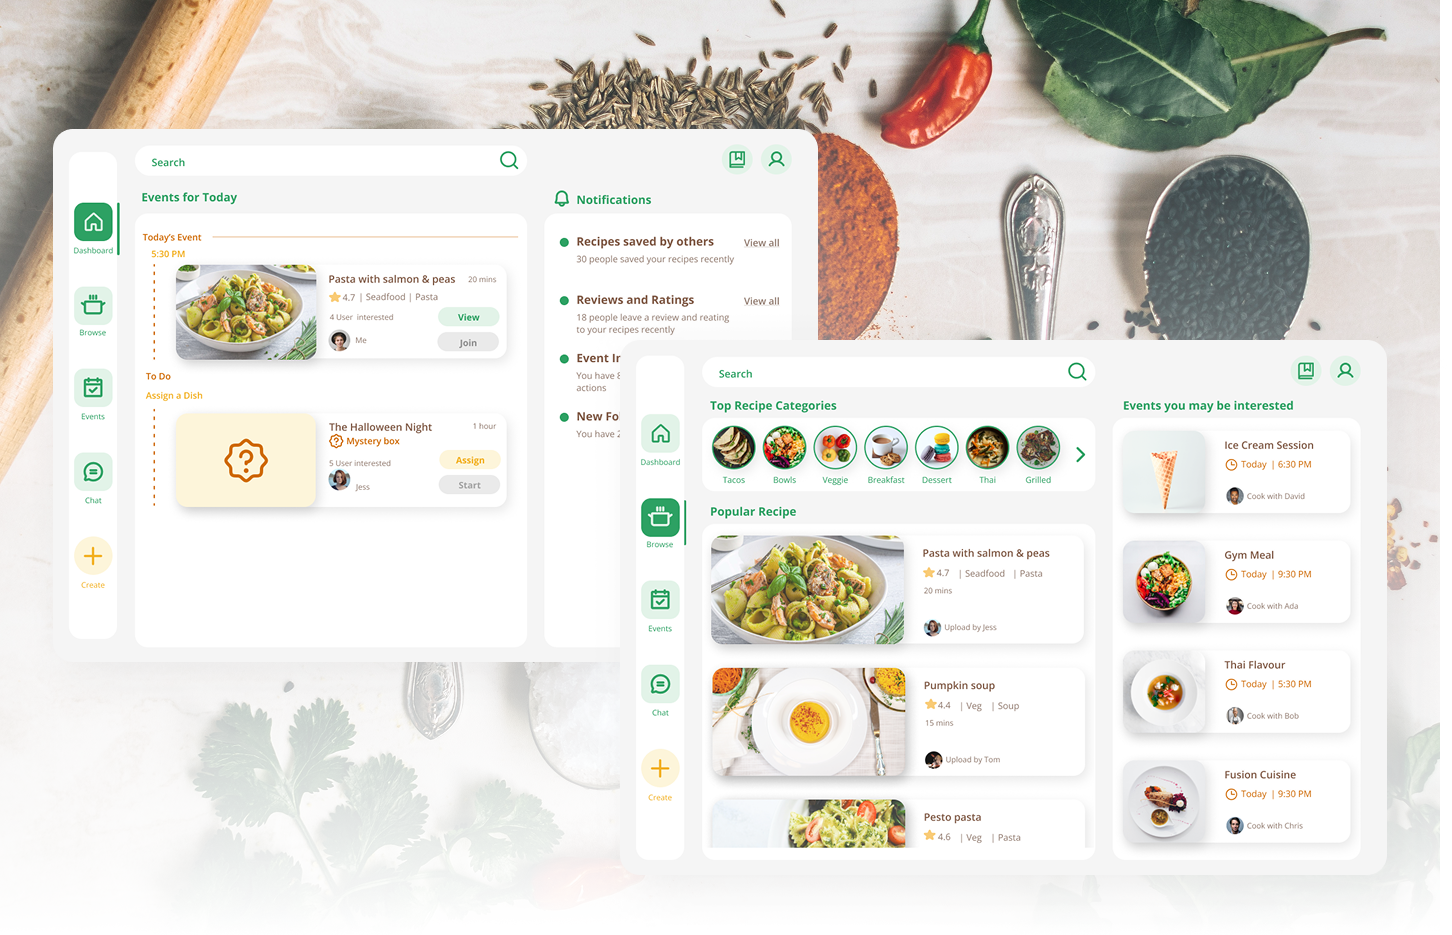 Search
Events for Today
Notifications
Dashboard
Browse
Events
Chat
Create
Today's Event
5:30 PM
Pasta with salmon & peas
20 mins
4.7 | Seadfood | Pasta
4 User interested
View
Me
Join
To Do
Assign a Dish
The Halloween Night
1 hour
Mystery box
5 User interested
Assign
Jess
Start
Recipes saved by others
View all
30 people saved your recipes recently
Reviews and Ratings
View all
18 people leave a review and reating
to your recipes recently
Event
You have
actions
New
You have
Search
Dashboard
Browse
Events
Chat
Create
Top Recipe Categories
Tacos
Bowls
Veggie
Breakfast
Dessert
Thai
Grilled
Popular Recipe
Pasta with salmon & peas
4.7 | Seadfood | Pasta
20 mins
Upload by Jess
Pumpkin soup
4.4 | Veg | Soup
15 mins
Upload by Tom
Pesto pasta
4.6 | Veg | Pasta
Events you may be interested
Ice Cream Session
Today | 6:30 PM
Cook with David
Gym Meal
Today | 9:30 PM
Cook with Ada
Thai Flavour
Today | 5:30 PM
Cook with Bob
Fusion Cuisine
Today | 9:30 PM
Cook with Chris